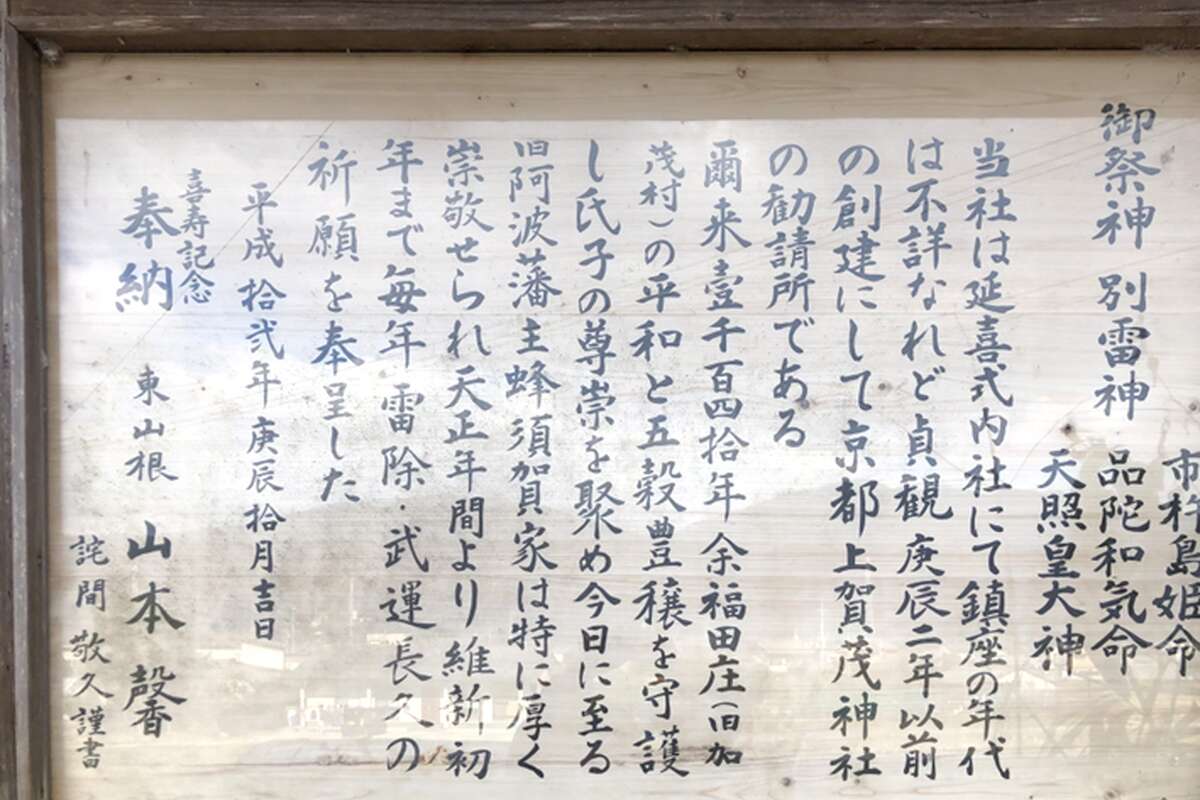 市杵島姫命
御祭神 別雷神 品陀和気命
天照皇大神
当社は延喜式内社にて鎮座の年代
は不詳なれど貞観庚辰二年以前
の創建にして京都上賀茂神社
の勧請所である
爾来壹千百四拾年余福田庄(旧加
茂村)の平和と五穀豊穣を守護
し氏子の尊崇を聚め今日に至る
旧阿波藩主蜂須賀家は特に厚く
崇敬せられ天正年間より維新初
年まで毎年雷除・武運長久の
祈願を奉呈した
平成拾弐年庚辰拾月吉日
喜寿記念
奉納 東山根 山本 馨
詫間 敬久謹書